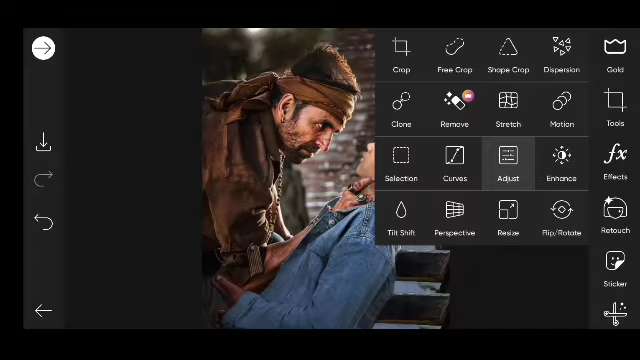 Crop Free Crop Shape Crop Dispersion Gold
Clone Remove Stretch Motion Tools
Selection Curves Adjust Enhance Effects
Tilt Shift Perspective Resize Flip/Rotate Retouch
Sticker